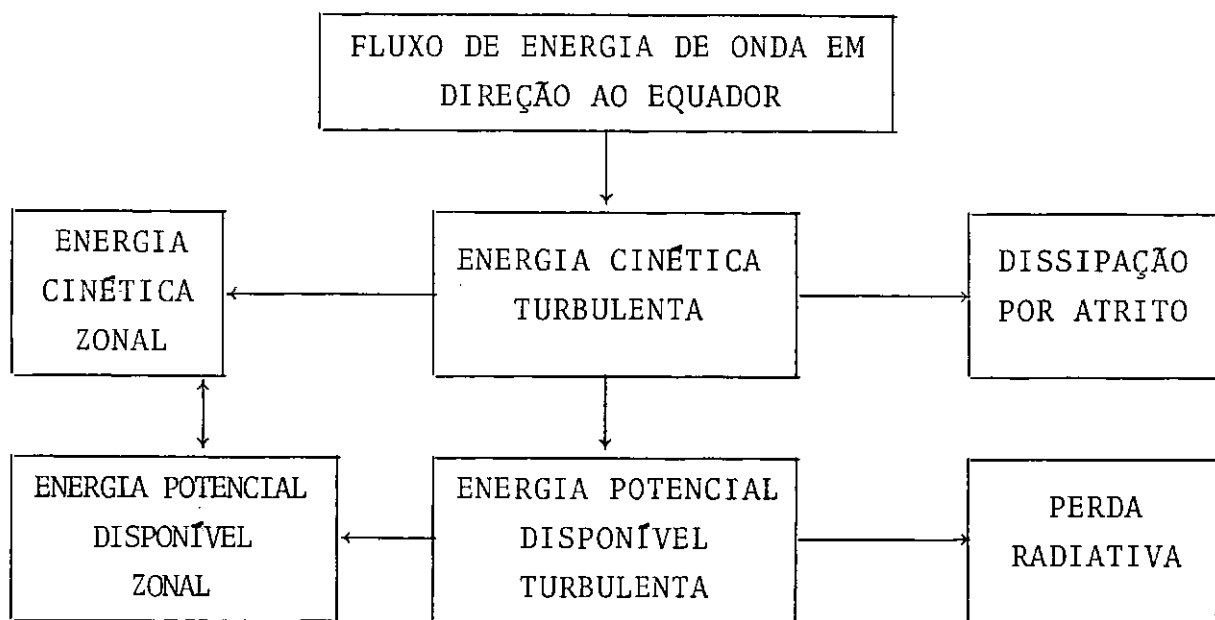 FLUXO DE ENERGIA DE ONDA EM
DIREÇÃO AO EQUADOR
ENERGIA
CINÉTICA
ZONAL
ENERGIA CINÉTICA
TURBULENTA
DISSIPAÇÃO
POR ATRITO
ENERGIA POTENCIAL
DISPONÍVEL
ZONAL
ENERGIA POTENCIAL
DISPONÍVEL
TURBULENTA
PERDA
RADIATIVA